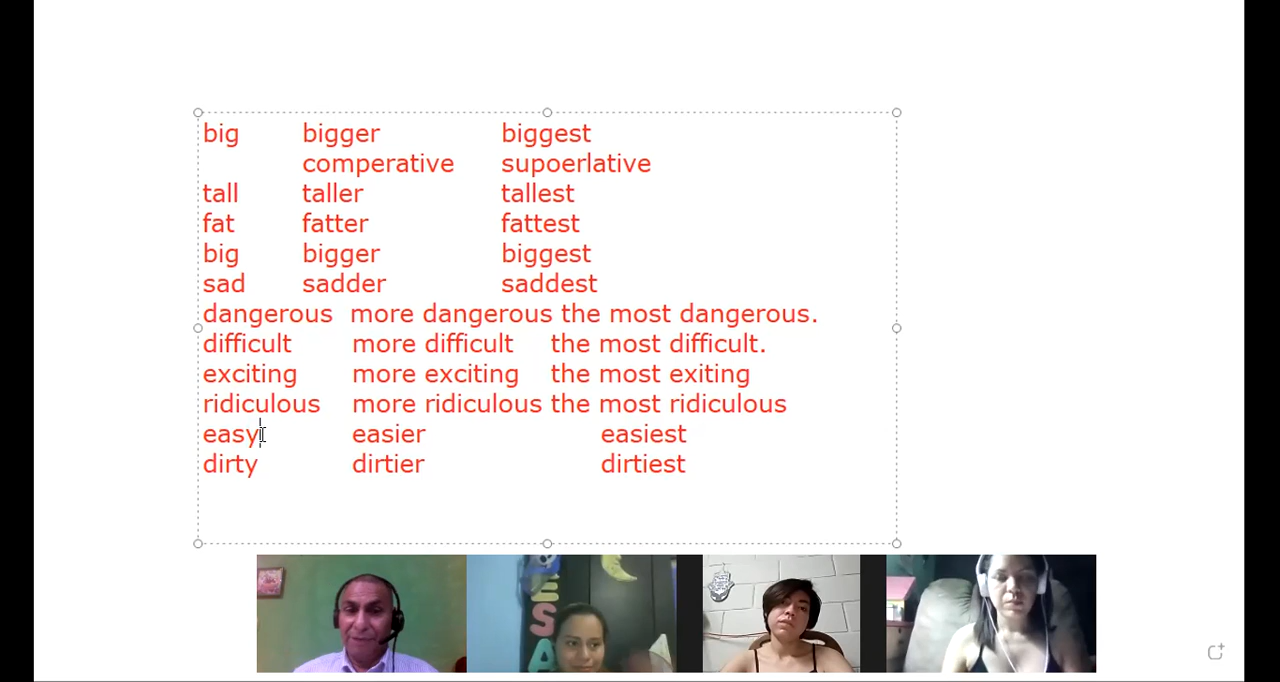 big bigger biggest
comperative supoerlative
tall taller tallest
fat fatter fattest
big bigger biggest
sad sadder saddest
dangerous more dangerous the most dangerous.
difficult more difficult the most difficult.
exciting more exciting the most exiting
ridiculous more ridiculous the most ridiculous
easy easier easiest
dirty dirtier dirtiest
ESA